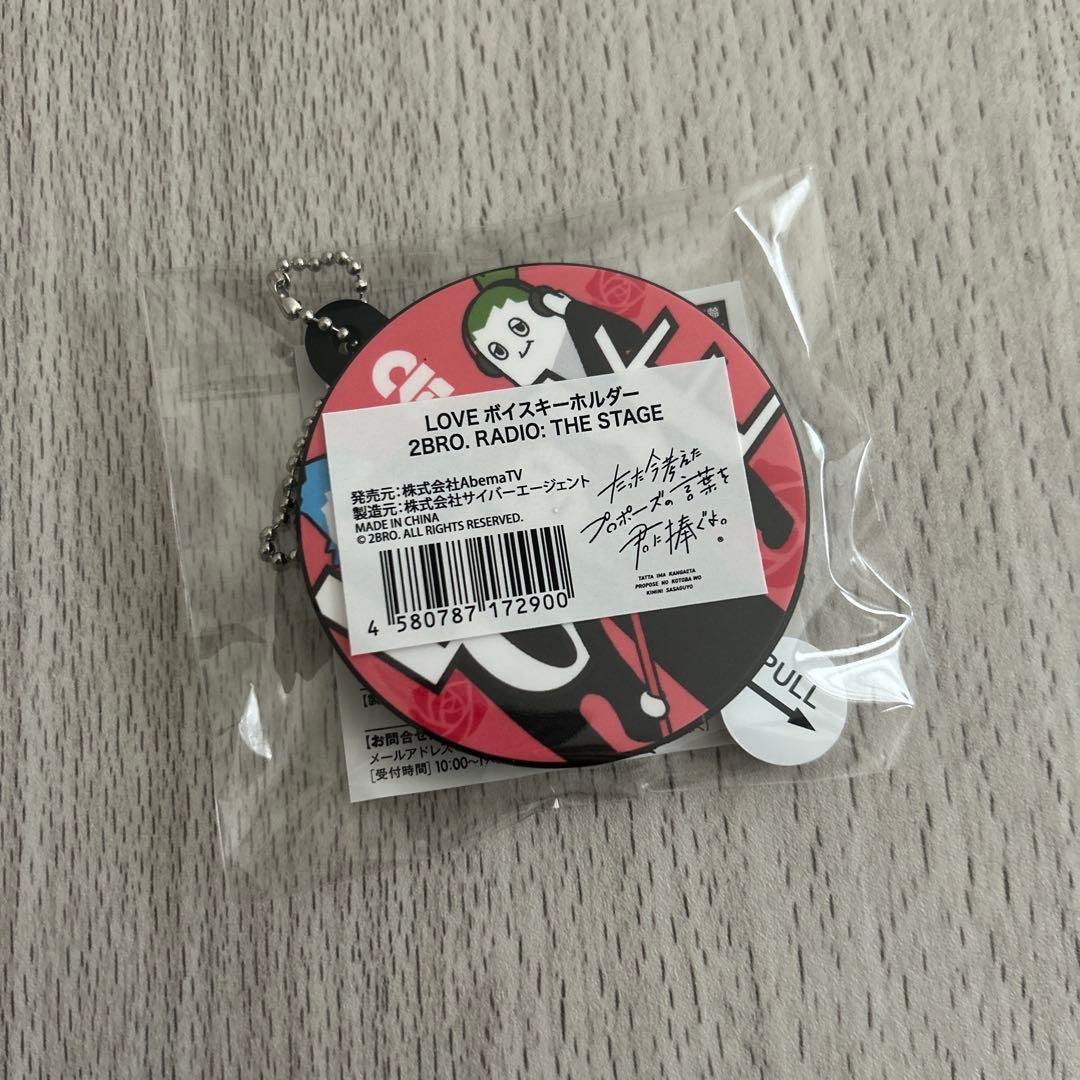 LOVE ボイスキーホルダー
2BRO. RADIO: THE STAGE
発売元：株式会社AbemaTV
製造元：株式会社サイバーエージェント
MADE IN CHINA
© 2BRO. ALL RIGHTS RESERVED.
4 580787 172900
たった今考えた
プロポーズの言葉を
君に捧ぐよ。
TATTA IMA KANGAETA
PROPOSE NO KOTOBA WO
KIMINI SASAGUYO
PULL
【お問合せ
メールアドレス
[受付時間] 10:00～1